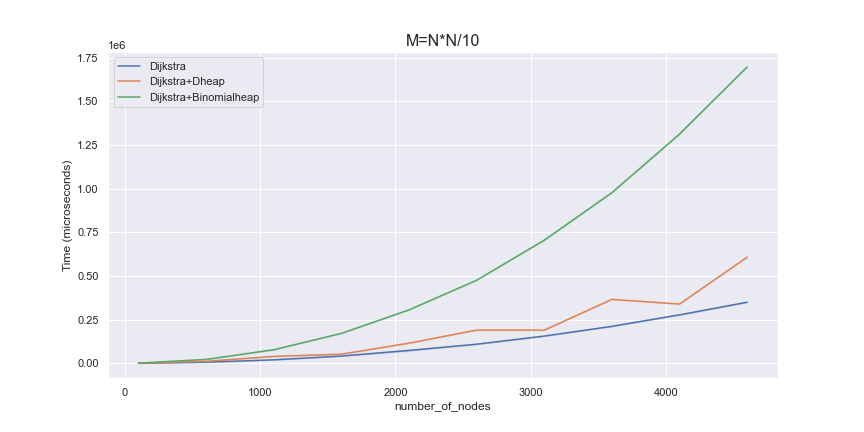 M=N*N/10
1e6
1.75
1.50
1.25
1.00
0.75
0.50
0.25
0.00
Time (microseconds)
Dijkstra
Dijkstra+Dheap
Dijkstra+Binomialheap
0
1000
2000
3000
4000
number_of_nodes